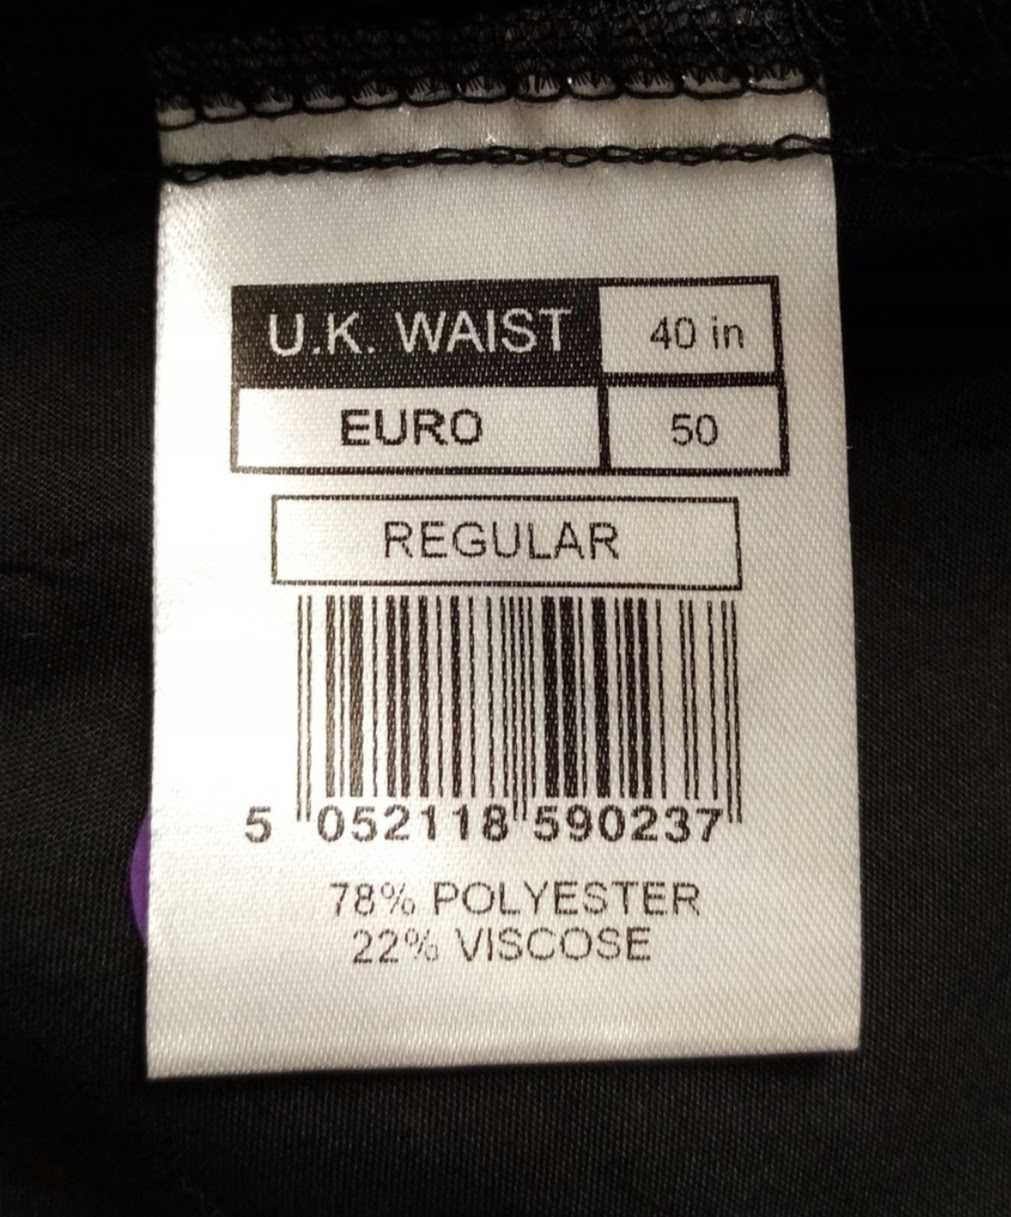 U.K. WAIST 40 in
EURO 50
REGULAR
5 052118 590237
78% POLYESTER
22% VISCOSE